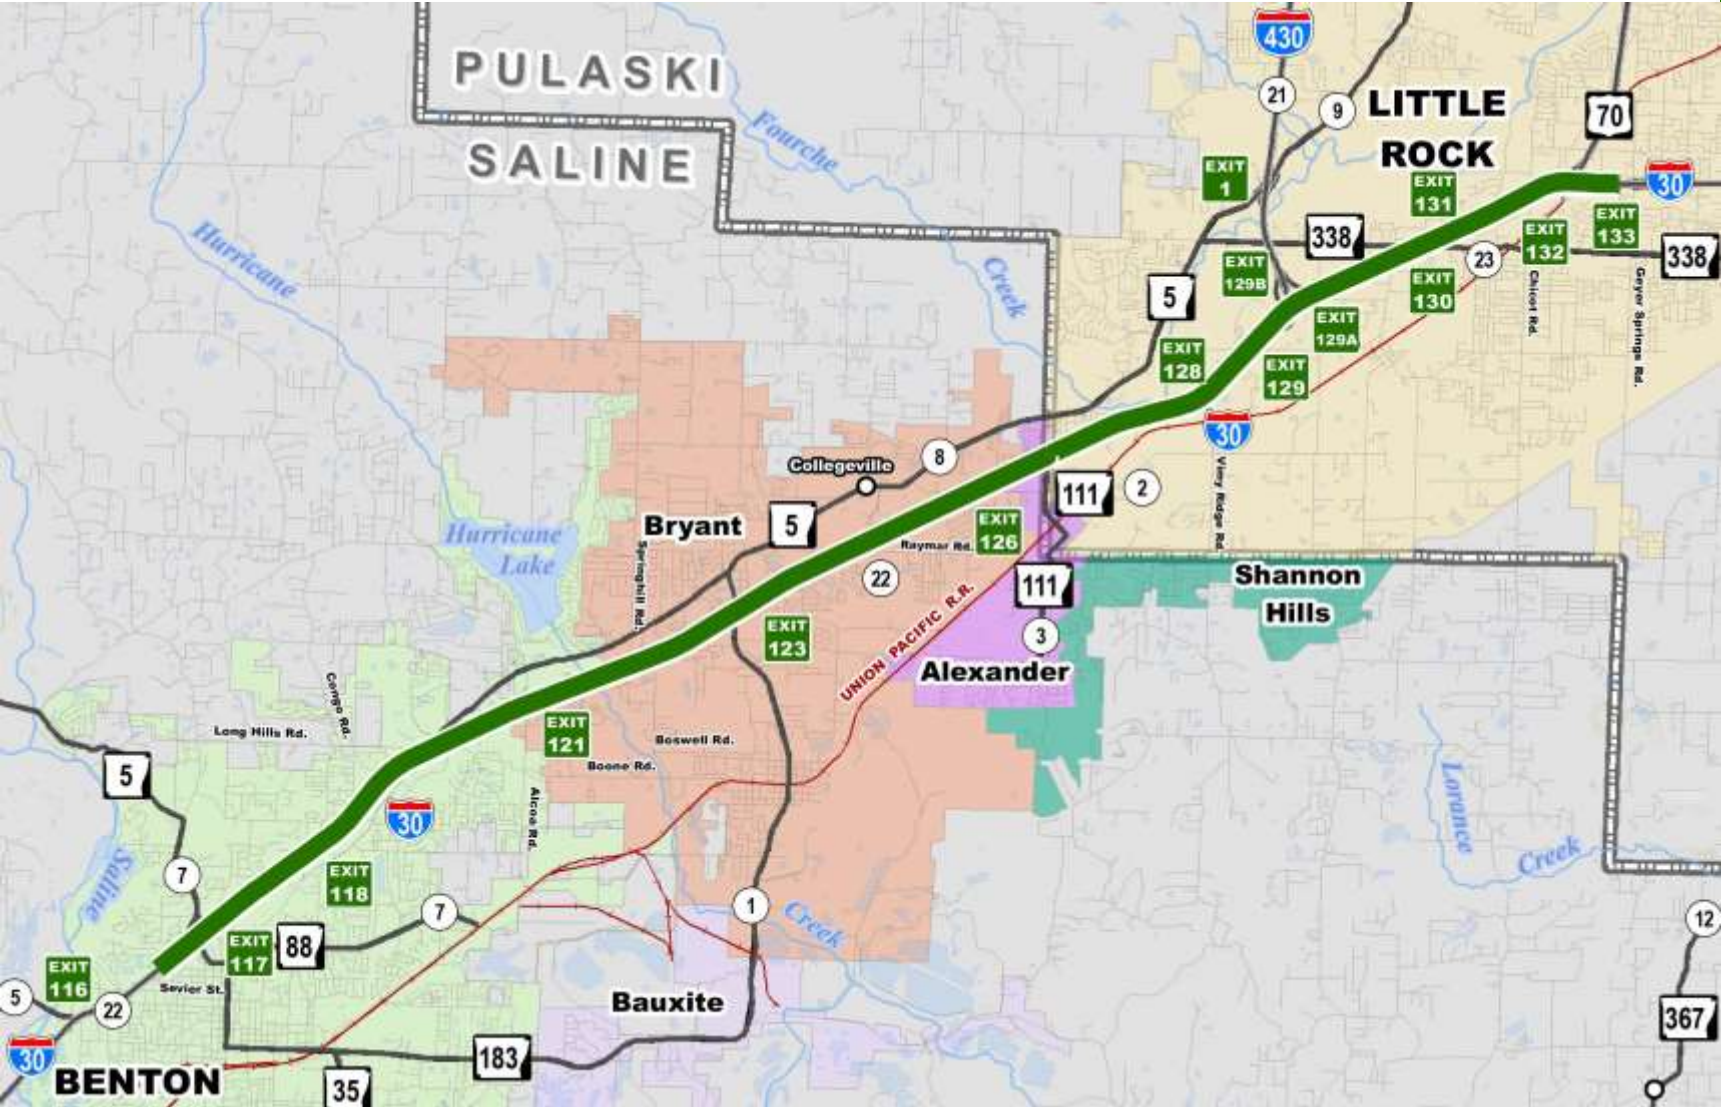 430
PULASKI
21
9
LITTLE
ROCK
70
Fourche
SALINE
EXIT
1
EXIT
131
30
Hurricane
338
EXIT
132
EXIT
133
338
23
Creek
EXIT
129B
5
EXIT
130
Chicot Rd.
Geyer Springs Rd.
EXIT
129A
EXIT
128
EXIT
129
30
8
Collegeville
111
2
Vimy Ridge Rd.
Bryant
5
Hurricane
Lake
Springhill Rd.
Raymar Rd.
EXIT
126
22
111
Shannon
Hills
UNION PACIFIC R.R.
3
EXIT
123
Alexander
Congo Rd.
Long Hills Rd.
EXIT
121
Boswell Rd.
Boone Rd.
5
Alcoa Rd.
30
Lorance
Creek
Saline
7
EXIT
118
7
1
Creek
12
88
EXIT
117
EXIT
116
Sevier St.
5
22
Bauxite
367
30
183
BENTON
35